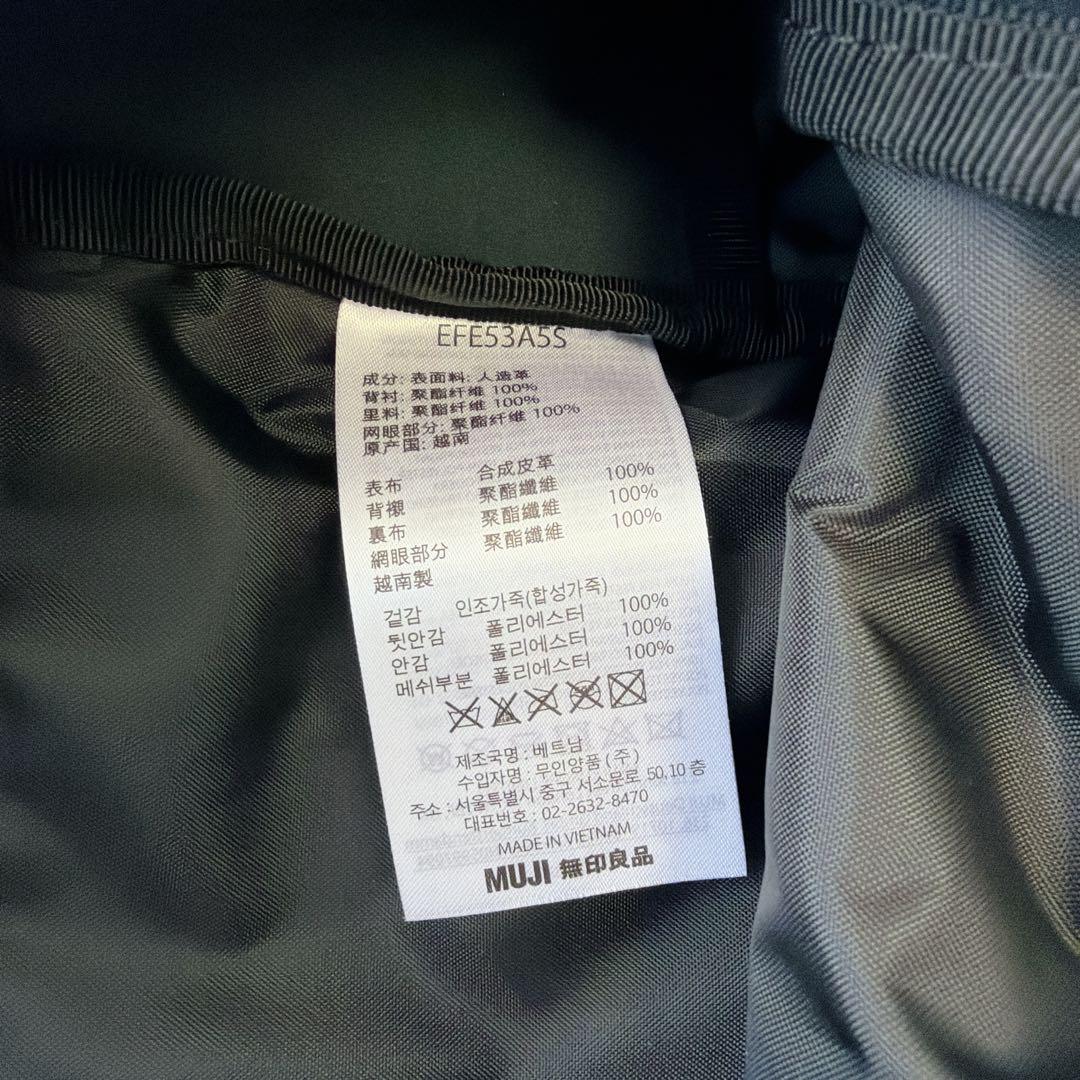 EFE53A5S
成分: 表面料: 人造革
背衬: 聚酯纤维 100%
里料: 聚酯纤维 100%
网眼部分: 聚酯纤维 100%
原产国: 越南
表布 合成皮革
背襯 聚酯纖維 100%
裏布 聚酯纖維 100%
網眼部分 聚酯纖維 100%
越南製
겉감 인조가죽(합성가죽)
뒷안감 폴리에스터 100%
안감 폴리에스터 100%
메쉬부분 폴리에스터 100%
제조국명 : 베트남
수입자명 : 무인양품 (주)
주소 : 서울특별시 중구 서소문로 50.10 층
대표번호 : 02-2632-8470
MADE IN VIETNAM
MUJI 無印良品